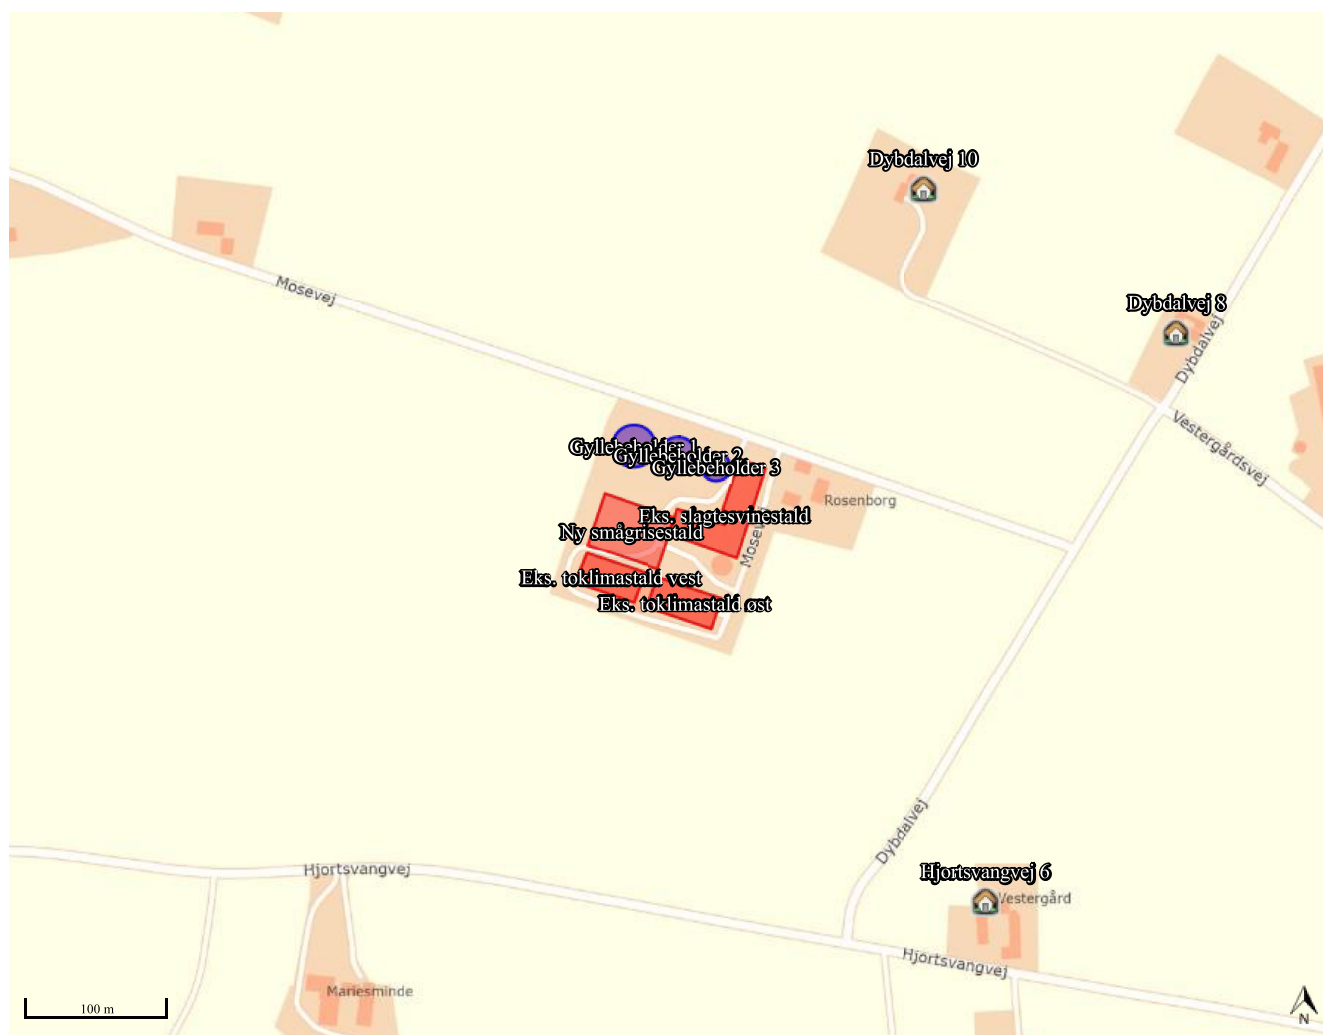 Dybdalvej 10
Mosevej
Dybdalvej 8
Dybdalvej
Vestergårdsvej
Gyllebeholder 1
Gyllebeholder 2
Gyllebeholder 3
Rosenborg
Eks. slagtesvinestald
Ny smågrisestald
Mosevej
Eks. toklimastald vest
Eks. toklimastald øst
Dybdalvej
Hjortsvangvej
Hjortsvangvej 6
Vestergård
Hjortsvangvej
Mariesminde
100 m
N